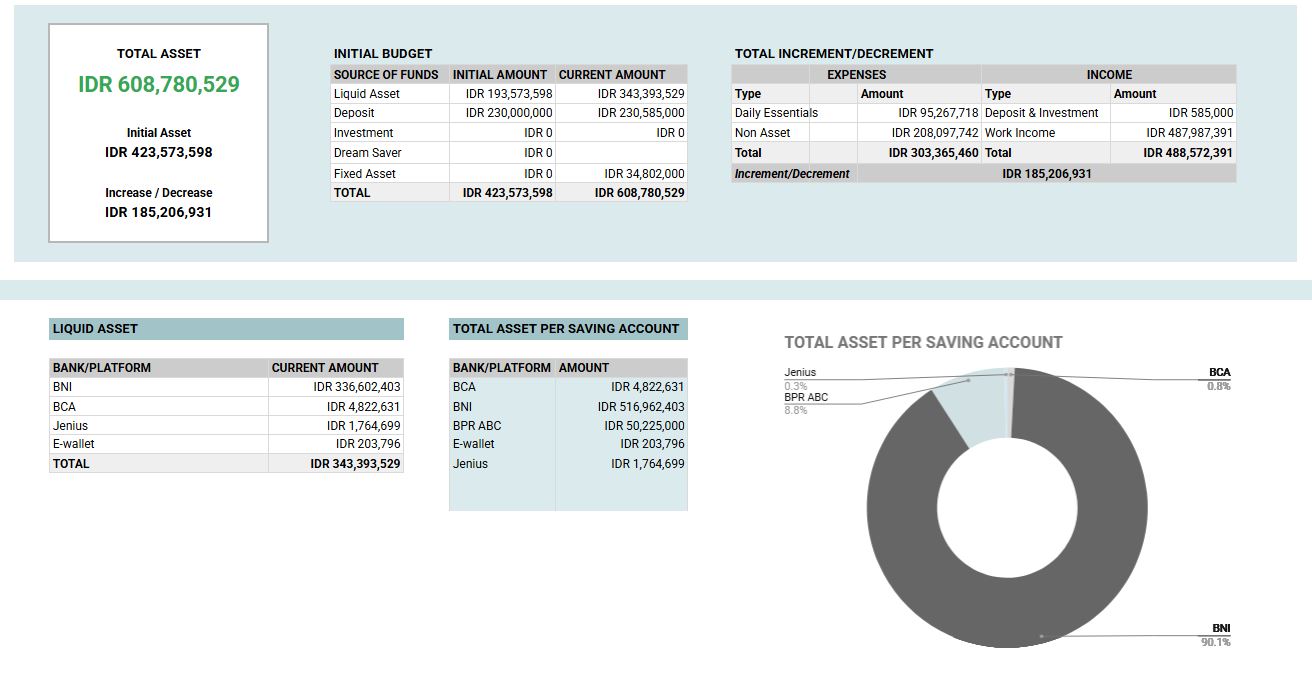 TOTAL ASSET
IDR 608,780,529
Initial Asset
IDR 423,573,598
Increase / Decrease
IDR 185,206,931
INITIAL BUDGET
SOURCE OF FUNDS INITIAL AMOUNT CURRENT AMOUNT
Liquid Asset IDR 193,573,598 IDR 343,393,529
Deposit IDR 230,000,000 IDR 230,585,000
Investment IDR 0 IDR 0
Dream Saver IDR 0
Fixed Asset IDR 0 IDR 34,802,000
TOTAL IDR 423,573,598 IDR 608,780,529
TOTAL INCREMENT/DECREMENT
EXPENSES INCOME
Type Amount Type Amount
Daily Essentials IDR 95,267,718 Deposit & Investment IDR 585,000
Non Asset IDR 208,097,742 Work Income IDR 487,987,391
Total IDR 303,365,460 Total IDR 488,572,391
Increment/Decrement IDR 185,206,931
LIQUID ASSET
BANK/PLATFORM CURRENT AMOUNT
BNI IDR 336,602,403
BCA IDR 4,822,631
Jenius IDR 1,764,699
E-wallet IDR 203,796
TOTAL IDR 343,393,529
TOTAL ASSET PER SAVING ACCOUNT
BANK/PLATFORM AMOUNT
BCA IDR 4,822,631
BNI IDR 516,962,403
BPR ABC IDR 50,225,000
E-wallet IDR 203,796
Jenius IDR 1,764,699
TOTAL ASSET PER SAVING ACCOUNT
Jenius
0.3%
BPR ABC
8.8%
BCA
0.8%
BNI
90.1%